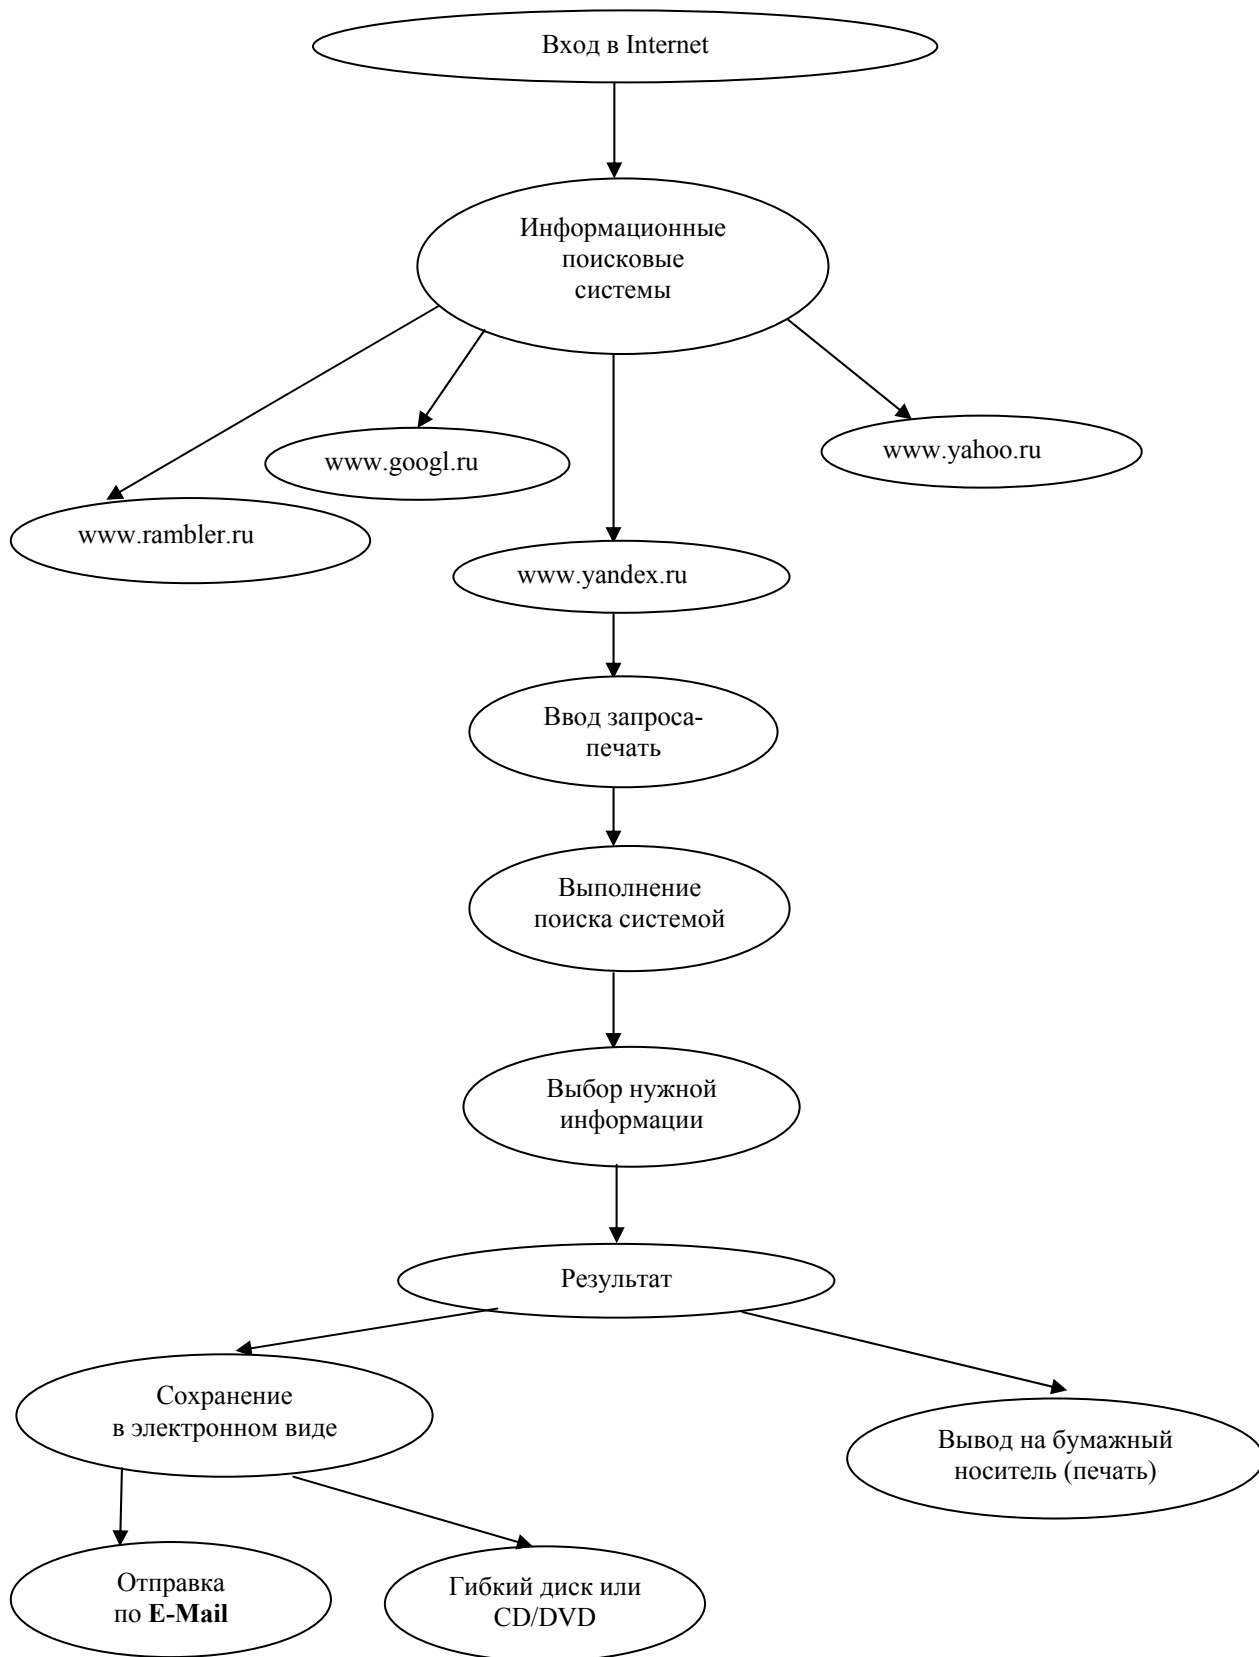 Вход в Internet
Информационные
поисковые
системы
www.googl.ru
www.yahoo.ru
www.rambler.ru
www.yandex.ru
Ввод запроса-
печать
Выполнение
поиска системой
Выбор нужной
информации
Результат
Сохранение
в электронном виде
Вывод на бумажный
носитель (печать)
Отправка
по E-Mail
Гибкий диск или
CD/DVD